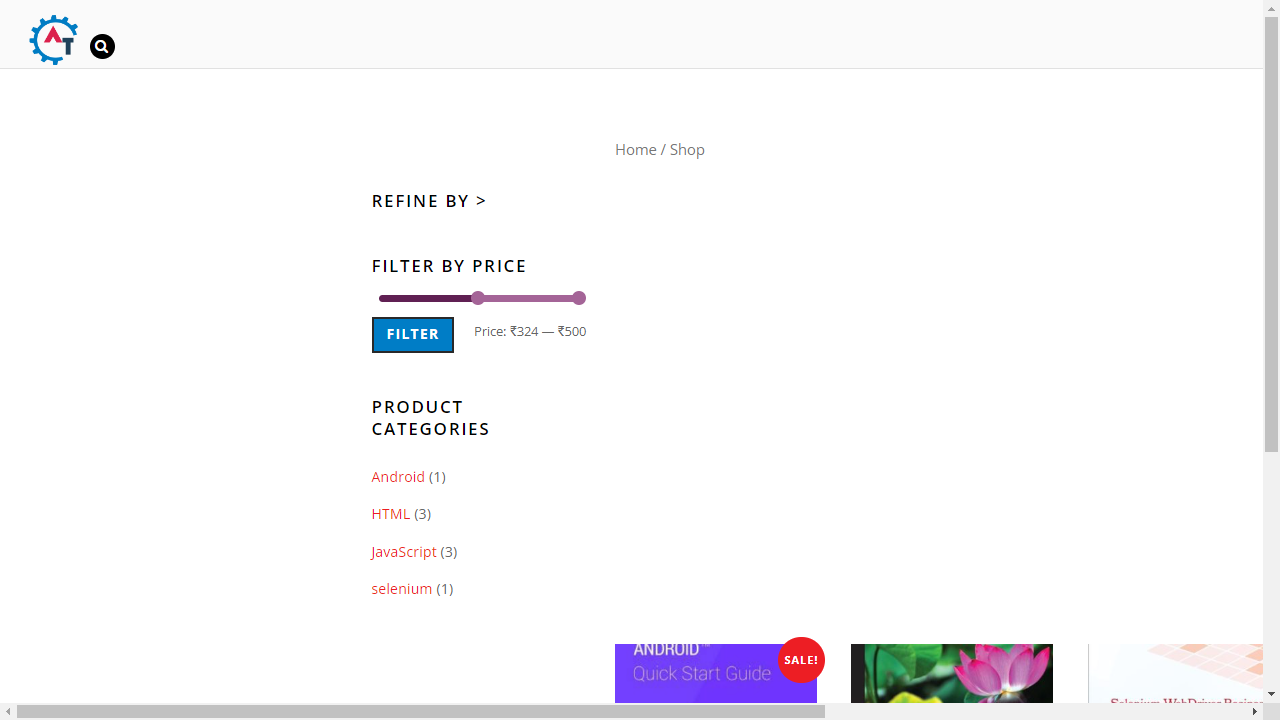 AT
Home / Shop
REFINE BY >
FILTER BY PRICE
FILTER
Price: ₹324 — ₹500
PRODUCT
CATEGORIES
Android (1)
HTML (3)
JavaScript (3)
selenium (1)
ANDROID™
Quick Start Guide
SALE!
Selenium WebDriver